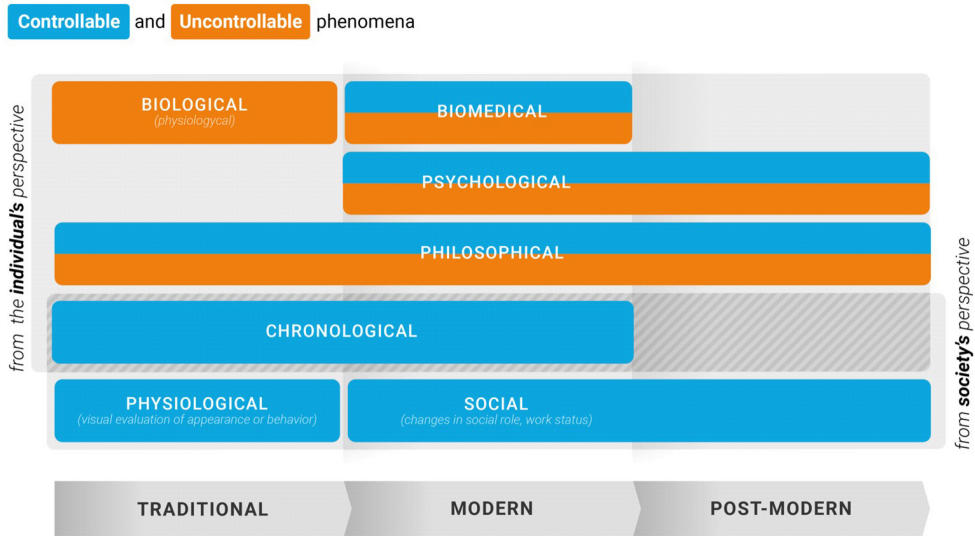 Controllable and Uncontrollable phenomena
from the individual's perspective
BIOLOGICAL
(physiologycal)
BIOMEDICAL
PSYCHOLOGICAL
PHILOSOPHICAL
CHRONOLOGICAL
PHYSIOLOGICAL
(visual evaluation of appearance or behavior)
SOCIAL
(changes in social role, work status)
from society's perspective
TRADITIONAL
MODERN
POST-MODERN